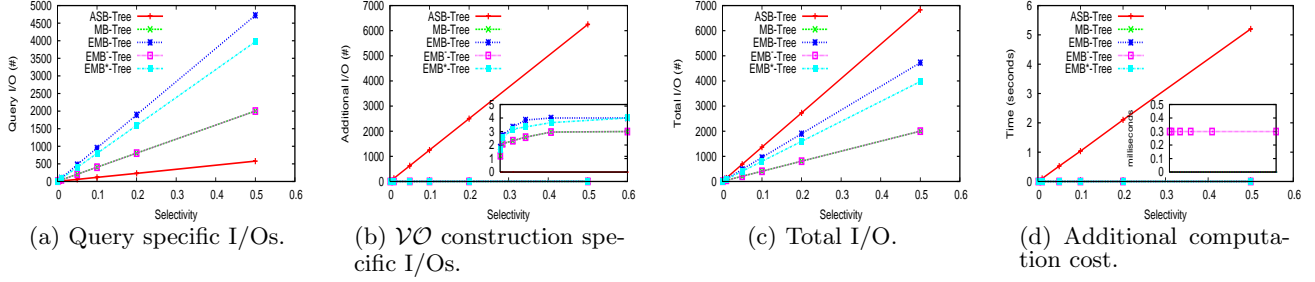 5000
4500
4000
3500
3000
2500
2000
1500
1000
500
0
0 0.1 0.2 0.3 0.4 0.5 0.6
Query I/O (#)
Selectivity
ASB-Tree
MB-Tree
EMB-Tree
EMB⁻-Tree
EMB*-Tree
(a) Query specific I/Os.
7000
6000
5000
4000
3000
2000
1000
0
0 0.1 0.2 0.3 0.4 0.5 0.6
Additional I/O (#)
Selectivity
ASB-Tree
MB-Tree
EMB-Tree
EMB⁻-Tree
EMB*-Tree
5
4
3
2
1
0
(b) 𝒱𝒪 construction spe-
cific I/Os.
7000
6000
5000
4000
3000
2000
1000
0
0 0.1 0.2 0.3 0.4 0.5 0.6
Total I/O (#)
Selectivity
ASB-Tree
MB-Tree
EMB-Tree
EMB⁻-Tree
EMB*-Tree
(c) Total I/O.
6
5
4
3
2
1
0
0 0.1 0.2 0.3 0.4 0.5 0.6
Time (seconds)
Selectivity
ASB-Tree
MB-Tree
EMB-Tree
EMB⁻-Tree
EMB*-Tree
milliseconds
0.5
0.4
0.3
0.2
0.1
0
(d) Additional computa-
tion cost.